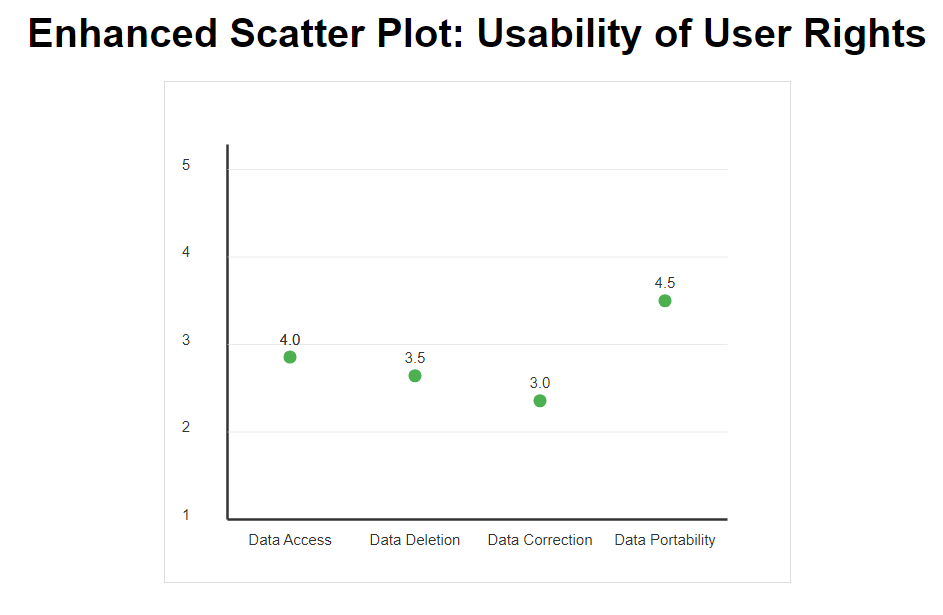 Enhanced Scatter Plot: Usability of User Rights
5
4
3
2
1
4.0
3.5
3.0
4.5
Data Access
Data Deletion
Data Correction
Data Portability